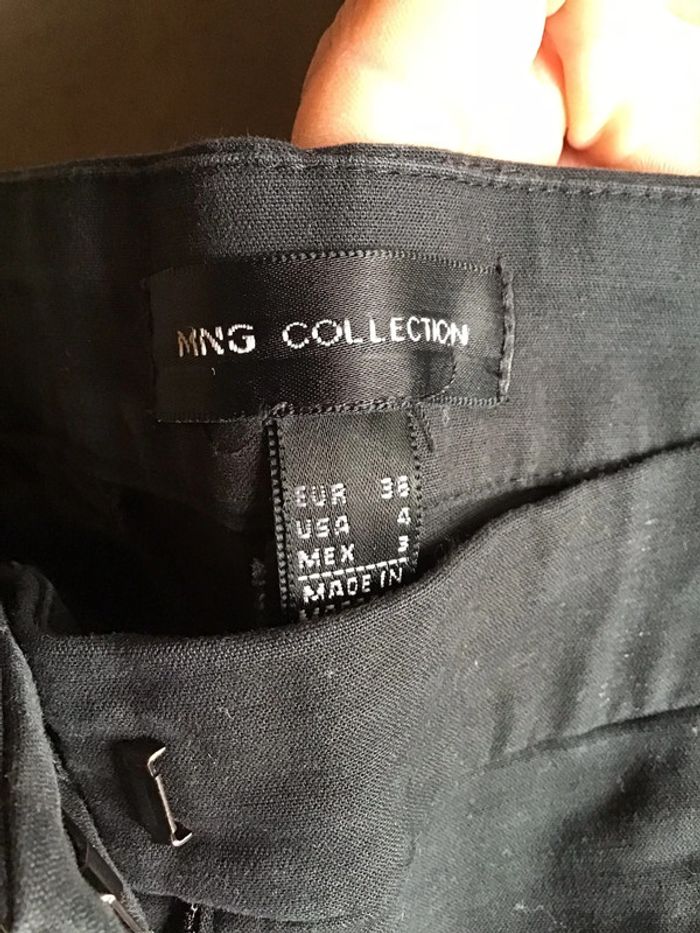 MNG COLLECTION
EUR 36
USA 4
MEX 3
MADE IN